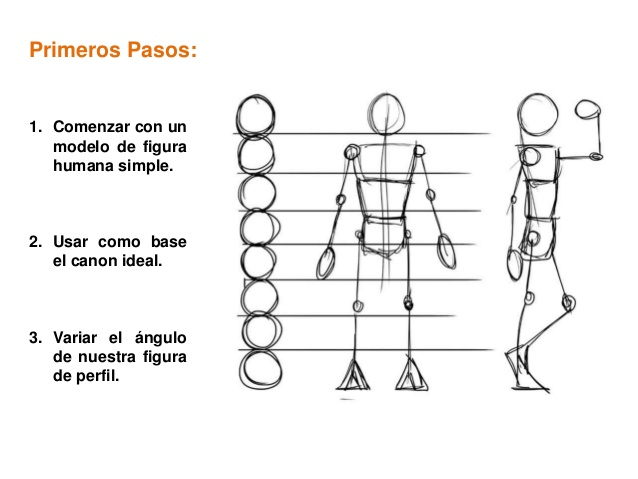 Primeros Pasos:
1. Comenzar con un
modelo de figura
humana simple.
2. Usar como base
el canon ideal.
3. Variar el ángulo
de nuestra figura
de perfil.